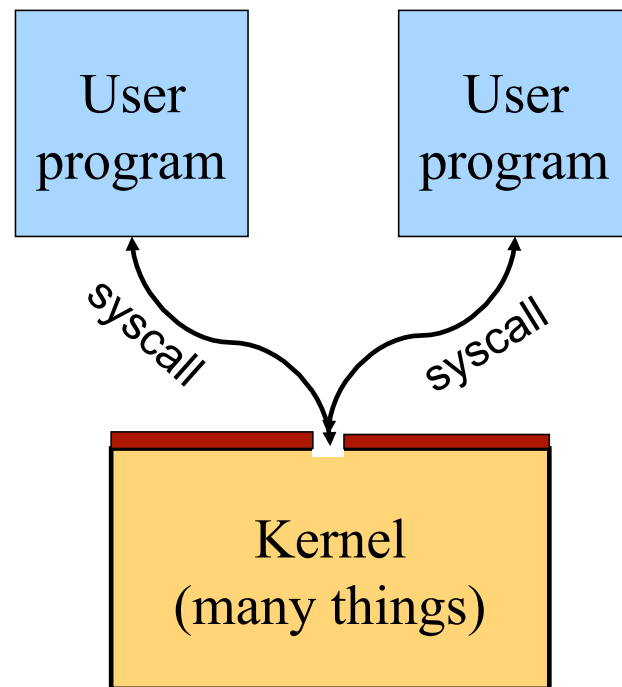 User
program
User
program
syscall
syscall
Kernel
(many things)